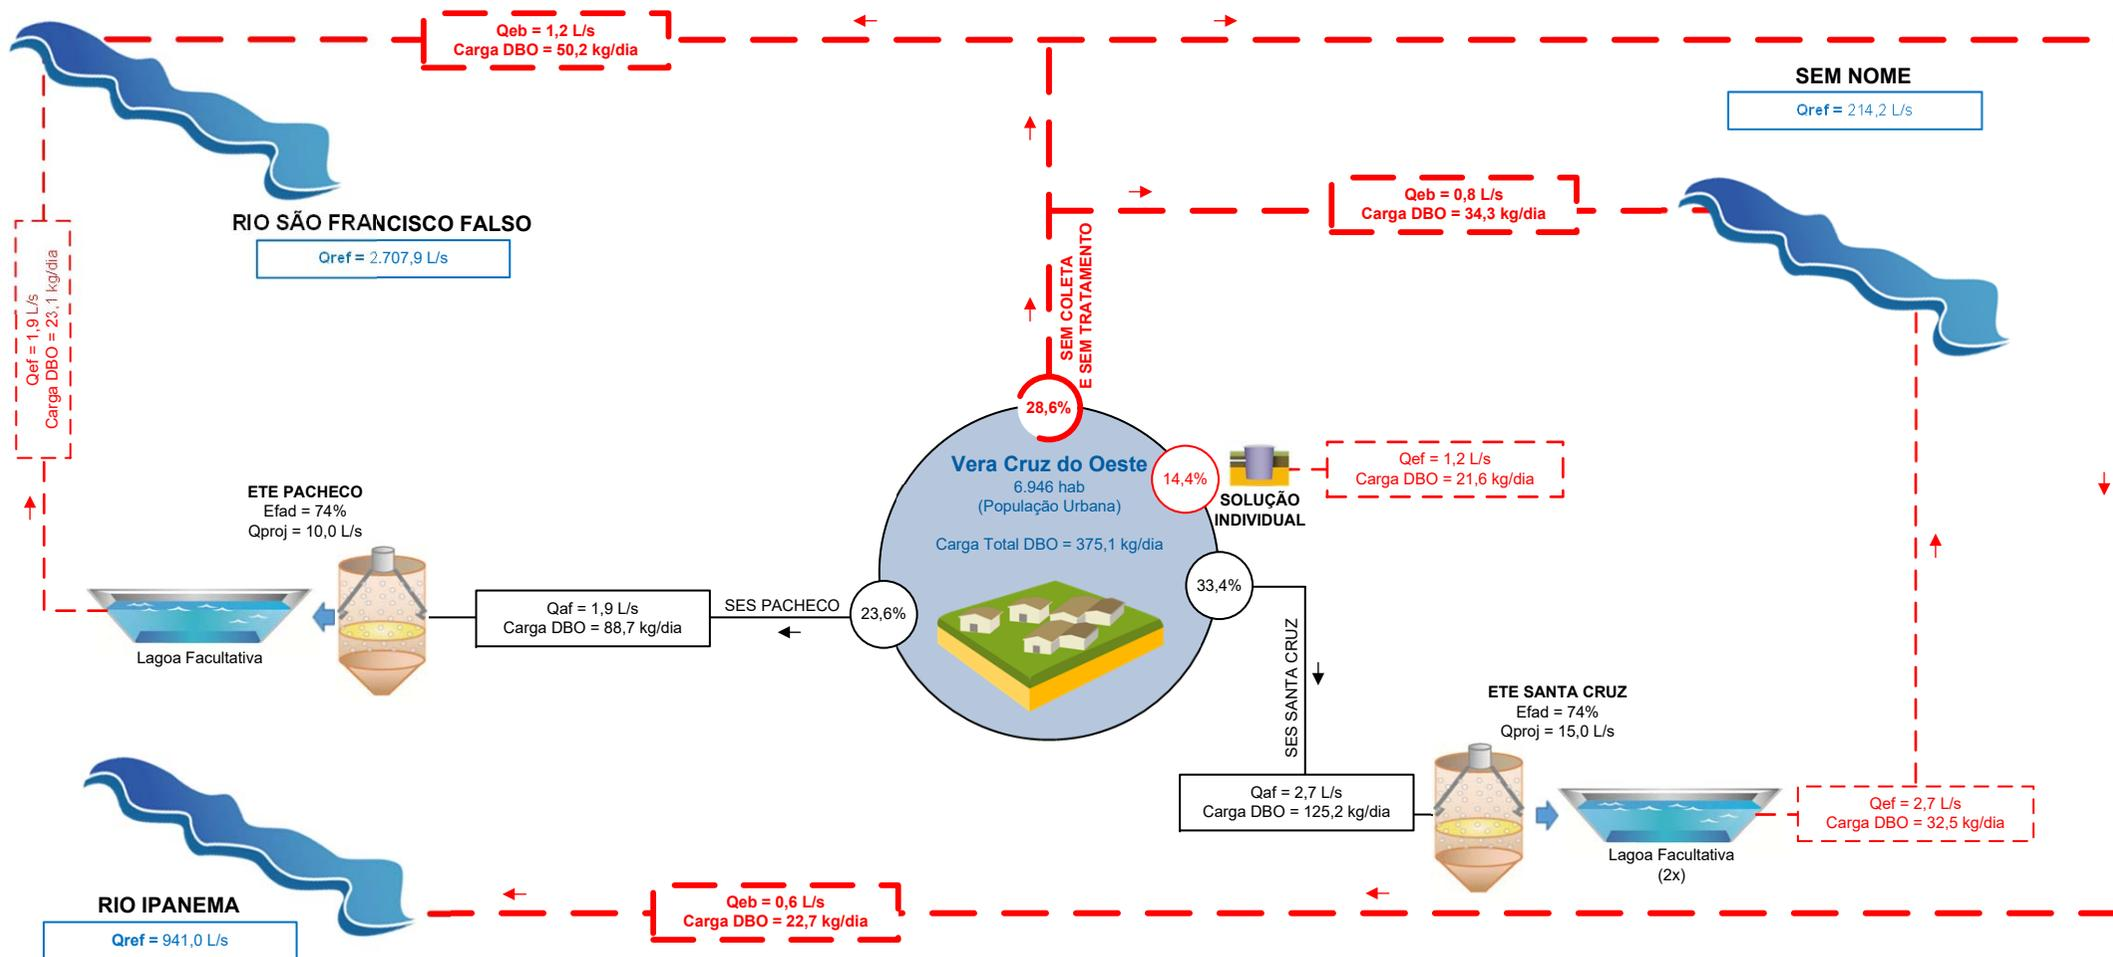 Qeb = 1,2 L/s
Carga DBO = 50,2 kg/dia
SEM NOME
Qref = 214,2 L/s
Qeb = 0,8 L/s
Carga DBO = 34,3 kg/dia
RIO SÃO FRANCISCO FALSO
Qref = 2.707,9 L/s
Qef = 1,9 L/s
Carga DBO = 23,1 kg/dia
SEM COLETA
E SEM TRATAMENTO
28,6%
Vera Cruz do Oeste
6.946 hab
(População Urbana)
Carga Total DBO = 375,1 kg/dia
14,4%
SOLUÇÃO
INDIVIDUAL
Qef = 1,2 L/s
Carga DBO = 21,6 kg/dia
ETE PACHECO
Efad = 74%
Qproj = 10,0 L/s
Lagoa Facultativa
Qaf = 1,9 L/s
Carga DBO = 88,7 kg/dia
SES PACHECO
23,6%
33,4%
SES SANTA CRUZ
ETE SANTA CRUZ
Efad = 74%
Qproj = 15,0 L/s
Qaf = 2,7 L/s
Carga DBO = 125,2 kg/dia
Lagoa Facultativa
(2x)
Qef = 2,7 L/s
Carga DBO = 32,5 kg/dia
RIO IPANEMA
Qref = 941,0 L/s
Qeb = 0,6 L/s
Carga DBO = 22,7 kg/dia